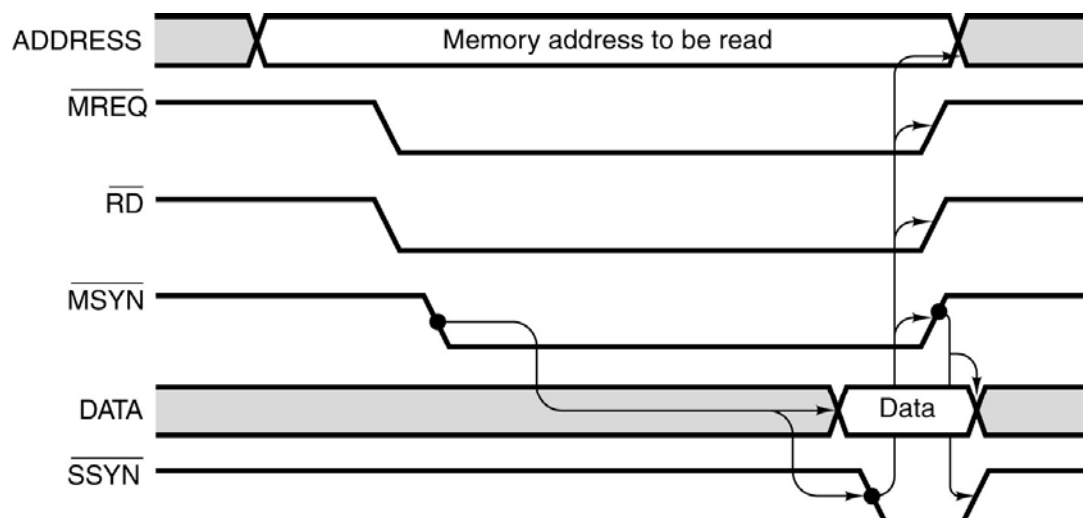 ADDRESS Memory address to be read
MREQ
RD
MSYN
DATA Data
SSYN